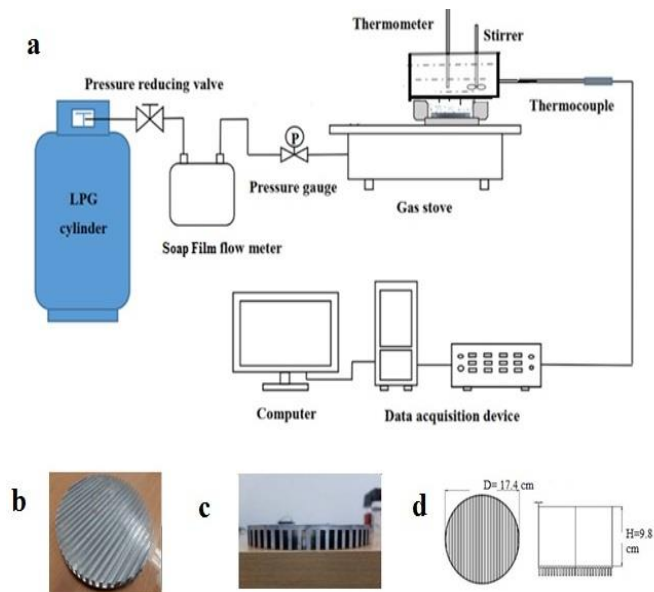 a
Thermometer
Stirrer
Pressure reducing valve
Thermocouple
P
LPG
cylinder
Pressure gauge
Gas stove
Soap Film flow meter
Computer
Data acquisition device
b
c
d
D= 17.4 cm
H=9.8
cm